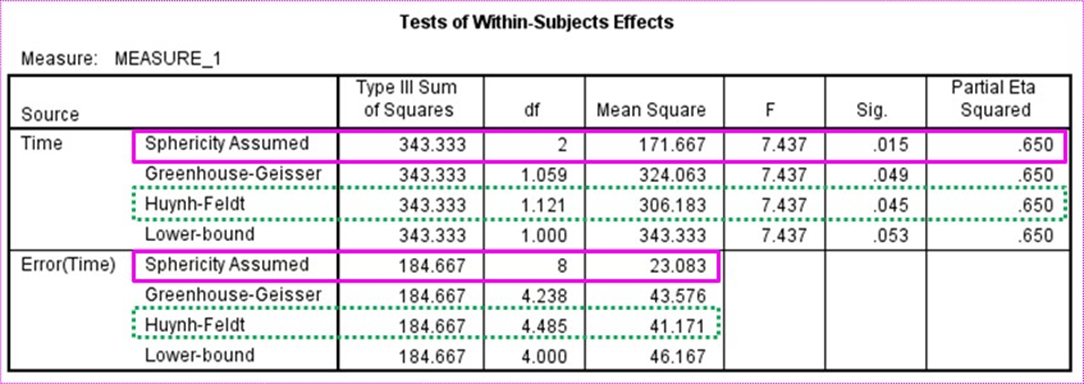 Tests of Within-Subjects Effects
Measure: MEASURE_1
Source Type III Sum of Squares df Mean Square F Sig. Partial Eta Squared
Time Sphericity Assumed 343.333 2 171.667 7.437 .015 .650
Greenhouse-Geisser 343.333 1.059 324.063 7.437 .049 .650
Huynh-Feldt 343.333 1.121 306.183 7.437 .045 .650
Lower-bound 343.333 1.000 343.333 7.437 .053 .650
Error(Time) Sphericity Assumed 184.667 8 23.083
Greenhouse-Geisser 184.667 4.238 43.576
Huynh-Feldt 184.667 4.485 41.171
Lower-bound 184.667 4.000 46.167